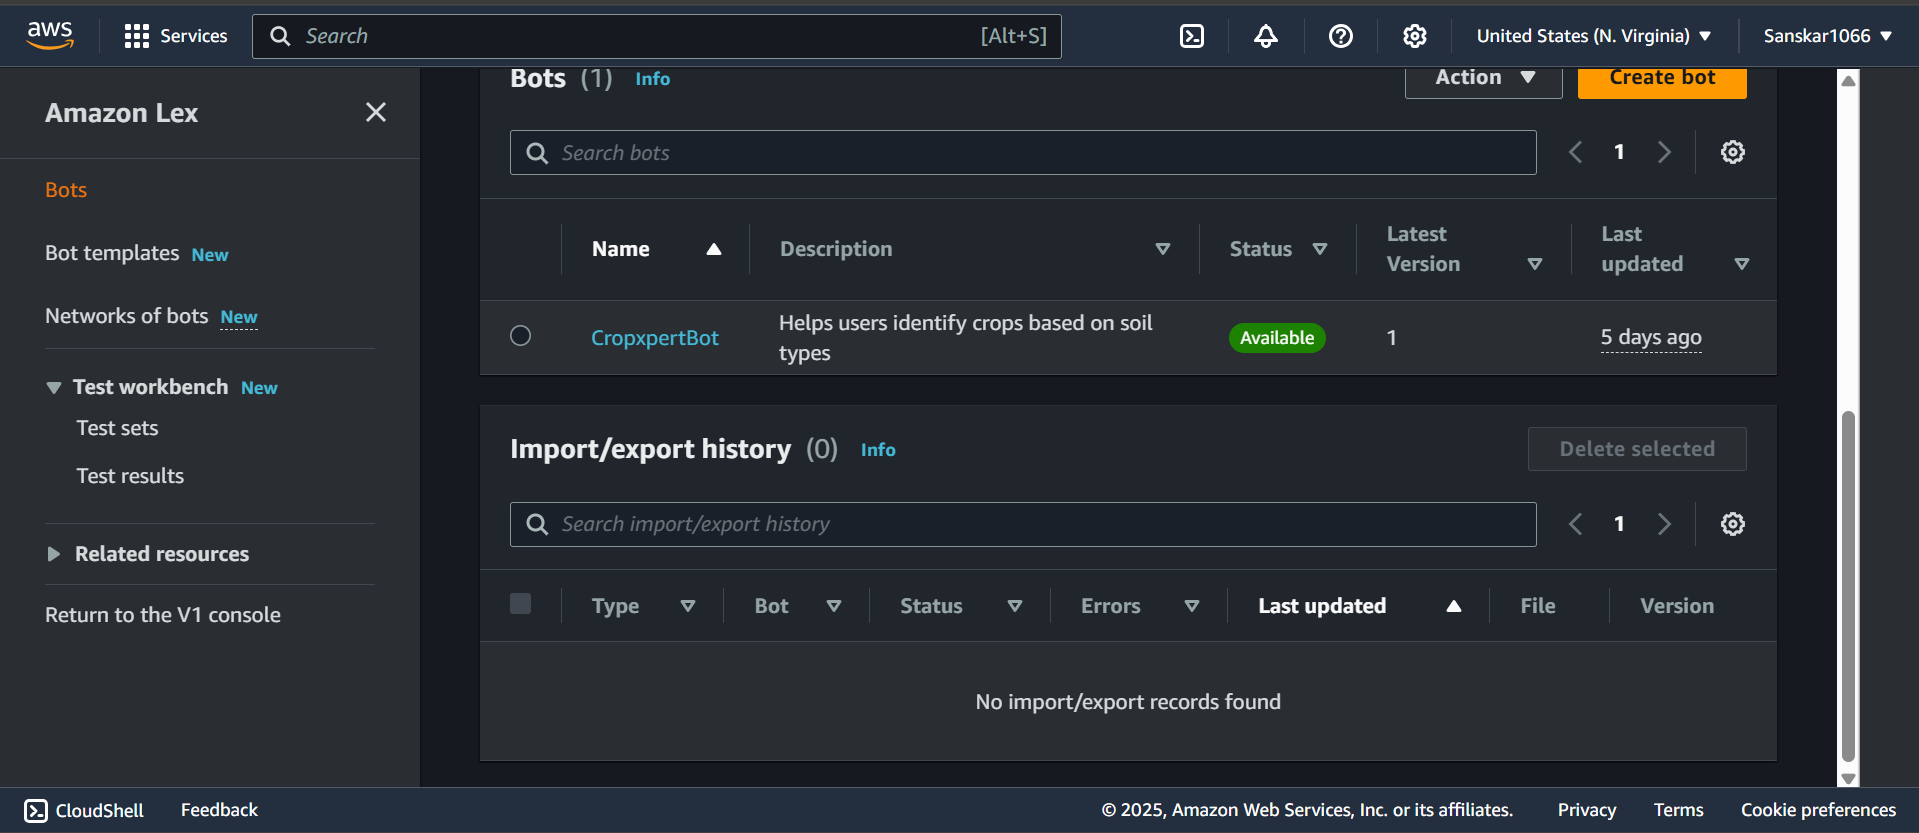 aws
Services
Search [Alt+S]
United States (N. Virginia)
Sanskar1066
Amazon Lex
Bots
Bot templates New
Networks of bots New
Test workbench New
Test sets
Test results
Related resources
Return to the V1 console
Bots (1) Info
Action
Create bot
Search bots
1
Name
Description
Status
Latest
Version
Last
updated
CropxpertBot
Helps users identify crops based on soil
types
Available
1
5 days ago
Import/export history (0) Info
Delete selected
Search import/export history
1
Type
Bot
Status
Errors
Last updated
File
Version
No import/export records found
CloudShell
Feedback
© 2025, Amazon Web Services, Inc. or its affiliates.
Privacy
Terms
Cookie preferences